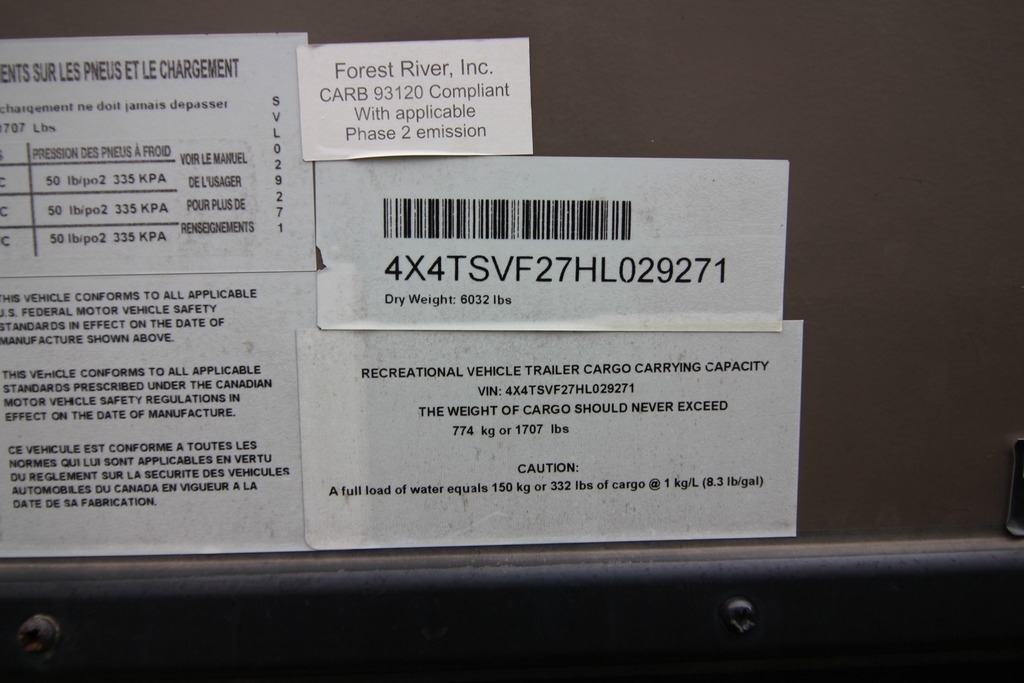 ENTS SUR LES PNEUS ET LE CHARGEMENT
chargement ne doit jamais depasser
1707 Lbs
PRESSION DES PNEUS À FROID
C 50 lb/po2 335 KPA
C 50 lb/po2 335 KPA
C 50 lb/po2 335 KPA
VOIR LE MANUEL
DE L'USAGER
POUR PLUS DE
RENSEIGNEMENTS
SVL029271
Forest River, Inc.
CARB 93120 Compliant
With applicable
Phase 2 emission
4X4TSVF27HL029271
Dry Weight: 6032 lbs
THIS VEHICLE CONFORMS TO ALL APPLICABLE
U.S. FEDERAL MOTOR VEHICLE SAFETY
STANDARDS IN EFFECT ON THE DATE OF
MANUFACTURE SHOWN ABOVE.
THIS VEHICLE CONFORMS TO ALL APPLICABLE
STANDARDS PRESCRIBED UNDER THE CANADIAN
MOTOR VEHICLE SAFETY REGULATIONS IN
EFFECT ON THE DATE OF MANUFACTURE.
CE VEHICULE EST CONFORME A TOUTES LES
NORMES QUI LUI SONT APPLICABLES EN VERTU
DU REGLEMENT SUR LA SECURITE DES VEHICULES
AUTOMOBILES DU CANADA EN VIGUEUR A LA
DATE DE SA FABRICATION.
RECREATIONAL VEHICLE TRAILER CARGO CARRYING CAPACITY
VIN: 4X4TSVF27HL029271
THE WEIGHT OF CARGO SHOULD NEVER EXCEED
774 kg or 1707 lbs
CAUTION:
A full load of water equals 150 kg or 332 lbs of cargo @ 1 kg/L (8.3 lb/gal)